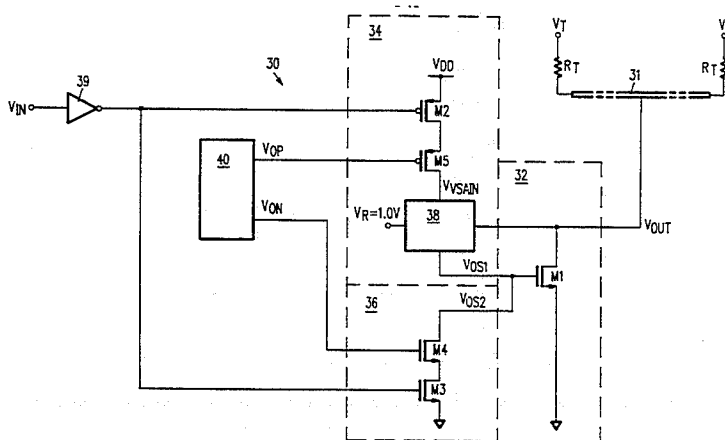 34
VT
V
RT
31
RT
VDD
39
30
VIN
M2
40
VOP
M5
32
VVSAIN
VON
VR=1.0V
38
VOUT
VOS1
M1
36
VOS2
M4
M3